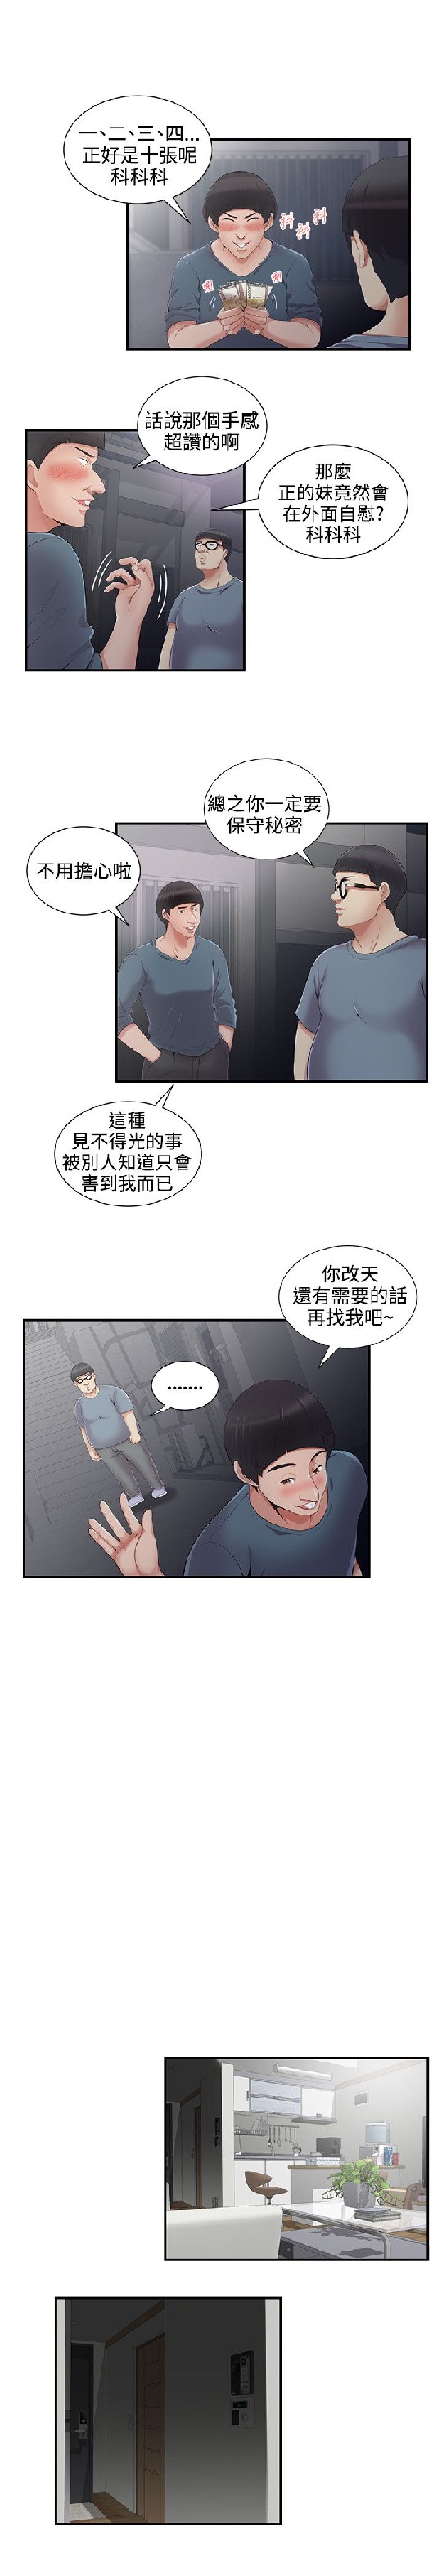 一、二、三、四...
正好是十張呢
科科科
科
科
科
話說那個手感
超讚的啊
那麼
正的妹竟然會
在外面自慰?
科科科
總之你一定要
保守秘密
不用擔心啦
這種
見不得光的事
被別人知道只會
害到我而已
你改天
還有需要的話
再找我吧~
.......